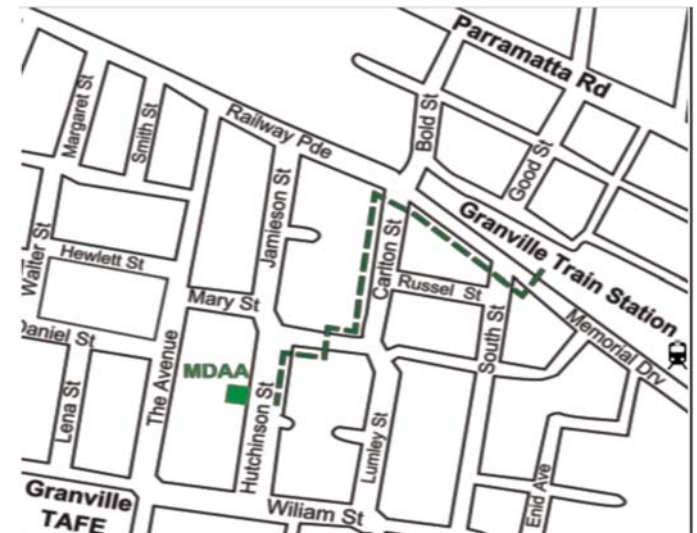 Parramatta Rd
Margaret St
Smith St
Railway Pde
Bold St
Good St
Jamieson St
Granville Train Station
Walter St
Hewlett St
Carlton St
Russel St
Mary St
Daniel St
The Avenue
South St
Memorial Drv
MDAA
Lena St
Hutchinson St
Lumley St
Enid Ave
Wiliam St
Granville
TAFE